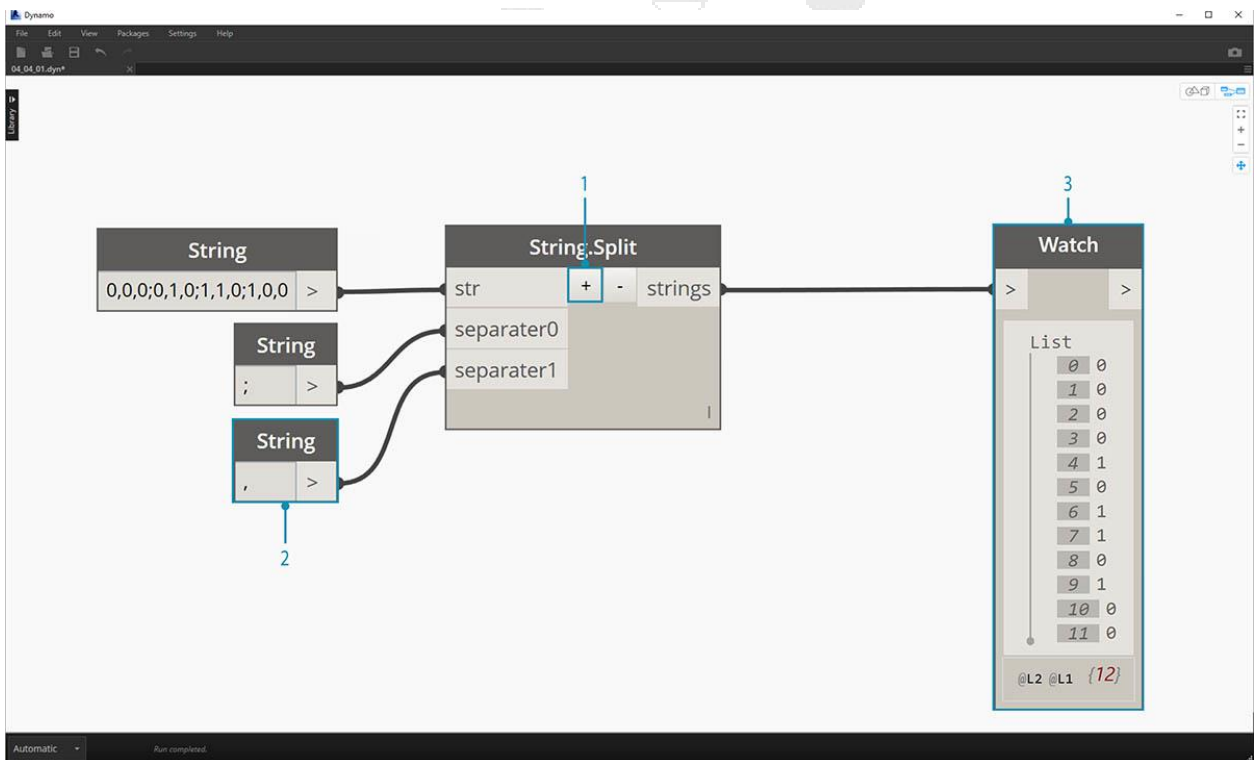 Dynamo
File Edit View Packages Settings Help
04_04_01.dyn*
Library
1
3
String
0,0,0;0,1,0;1,1,0;1,0,0 >
String.Split
str + - strings
separater0
separater1
Watch
> >
String
; >
String
, >
2
List
0 0
1 0
2 0
3 0
4 1
5 0
6 1
7 1
8 0
9 1
10 0
11 0
@L2 @L1 {12}
Automatic
Run completed.